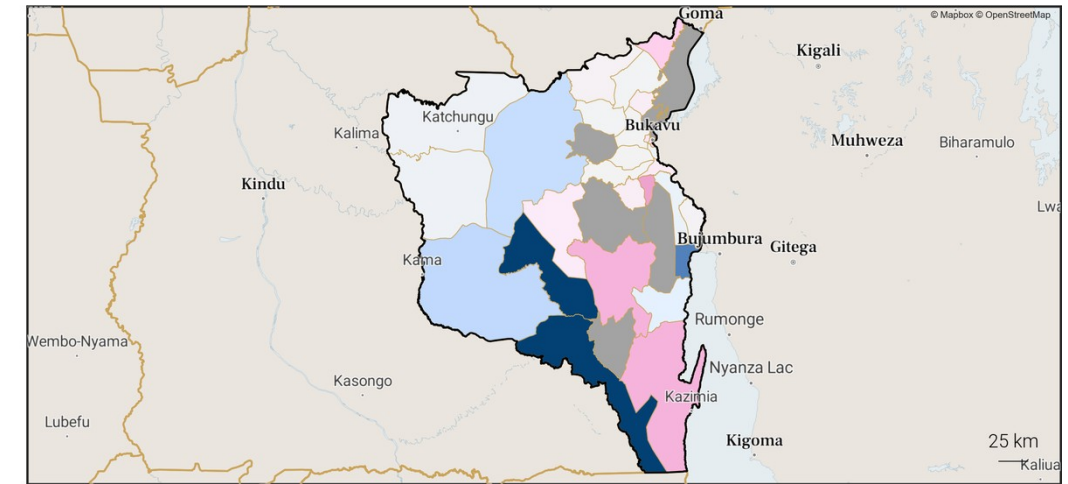 Goma
© Mapbox © OpenStreetMap
Kigali
Katchungu
Kalima
Bukavu
Muhweza
Biharamulo
Kindu
Lwa
Bujumbura
Gitega
Kama
Rumonge
Wembo-Nyama
Nyanza Lac
Kasongo
Kazimia
Lubefu
Kigoma
25 km
Kaliua